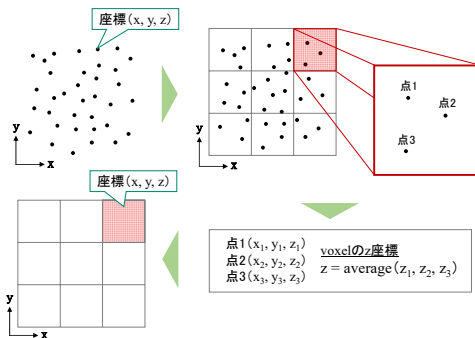 座標(x, y, z)
y
x
y
x
点1
点2
点3
座標(x, y, z)
y
x
点1(x₁, y₁, z₁)
点2(x₂, y₂, z₂)
点3(x₃, y₃, z₃)
voxelのz座標
z = average(z₁, z₂, z₃)